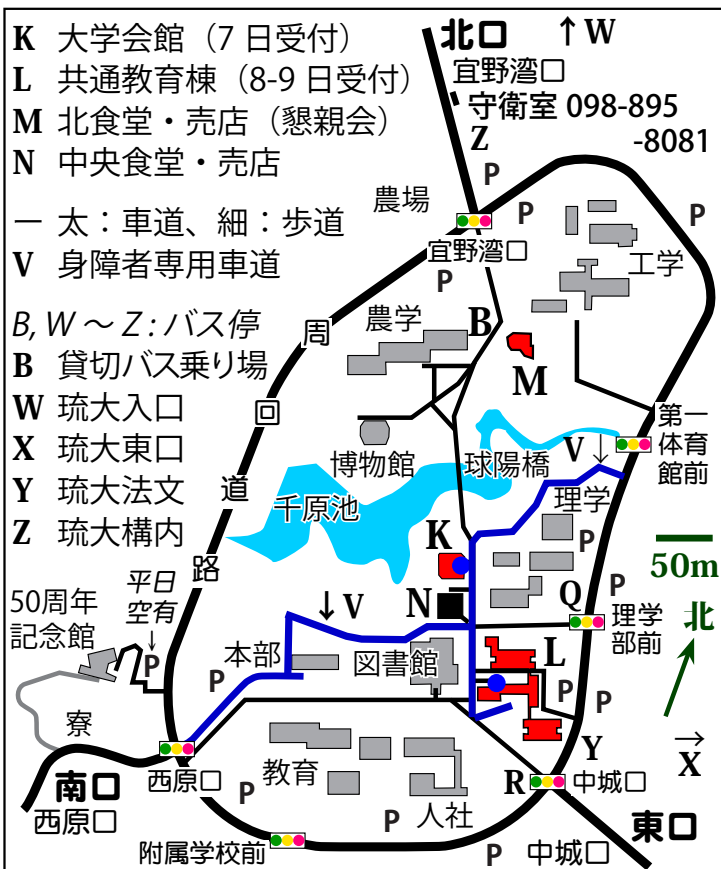 K 大学会館（7 日受付）
L 共通教育棟（8-9 日受付）
M 北食堂・売店（懇親会）
N 中央食堂・売店
― 太：車道、細：歩道
V 身障者専用車道
B, W ～ Z : バス停
B 貸切バス乗り場
W 琉大入口
X 琉大東口
Y 琉大法文
Z 琉大構内
北口
↑W
宜野湾口
守衛室 098-895
-8081
Z
P
農場
P
P
宜野湾口
P
工学
周
回
道
路
農学
B
M
博物館
球陽橋
V
↓
第一
体育
館前
千原池
理学
K
P
50m
平日
空有
↓
P
50周年
記念館
↓V
N
Q
P
理学
部前
北
本部
図書館
L
P
P
P
寮
→
X
Y
南口
西原口
西原口
教育
P
人社
R
中城口
P
東口
附属学校前
P
中城口